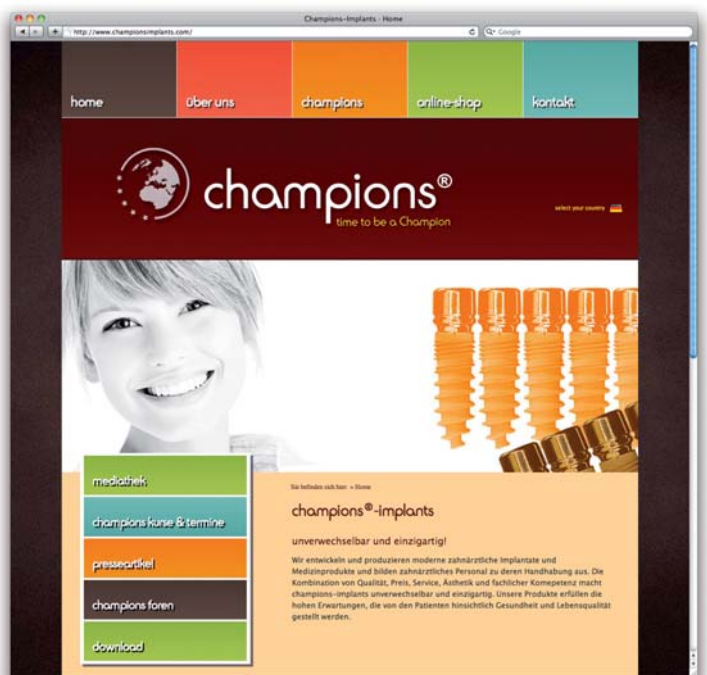 Champions-Implants - Home
http://www.championsimplants.com/
Google
home
über uns
champions
online-shop
kontakt
champions®
time to be a Champion
select your country
mediathek
champions kurse & termine
presseartikel
champions foren
download
Sie befinden sich hier: » Home
champions®-implants
unverwechselbar und einzigartig!
Wir entwickeln und produzieren moderne zahnärztliche Implantate und
Medizinprodukte und bilden zahnärztliches Personal zu deren Handhabung aus. Die
Kombination von Qualität, Preis, Service, Ästhetik und fachlicher Komepetenz macht
champions-implants unverwechselbar und einzigartig. Unsere Produkte erfüllen die
hohen Erwartungen, die von den Patienten hinsichtlich Gesundheit und Lebensqualität
gestellt werden.